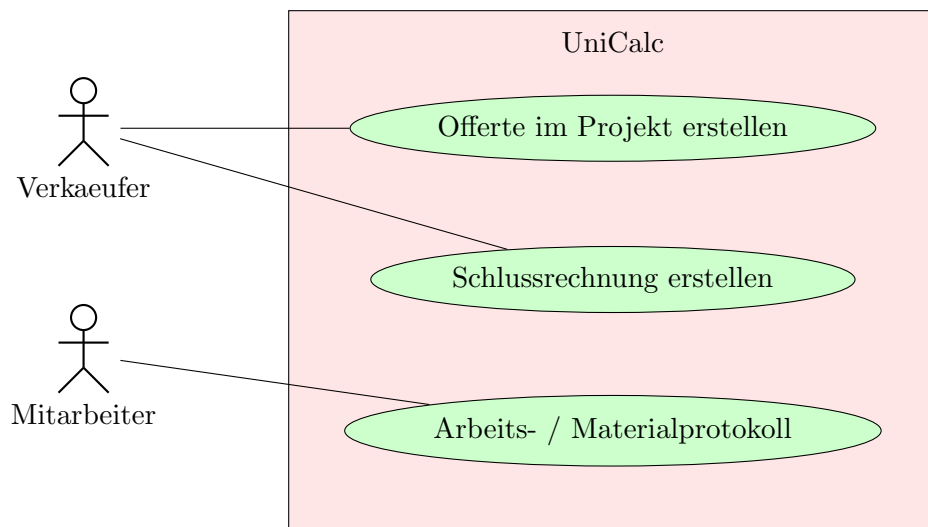 UniCalc
Offerte im Projekt erstellen
Verkaeufer
Schlussrechnung erstellen
Mitarbeiter
Arbeits- / Materialprotokoll